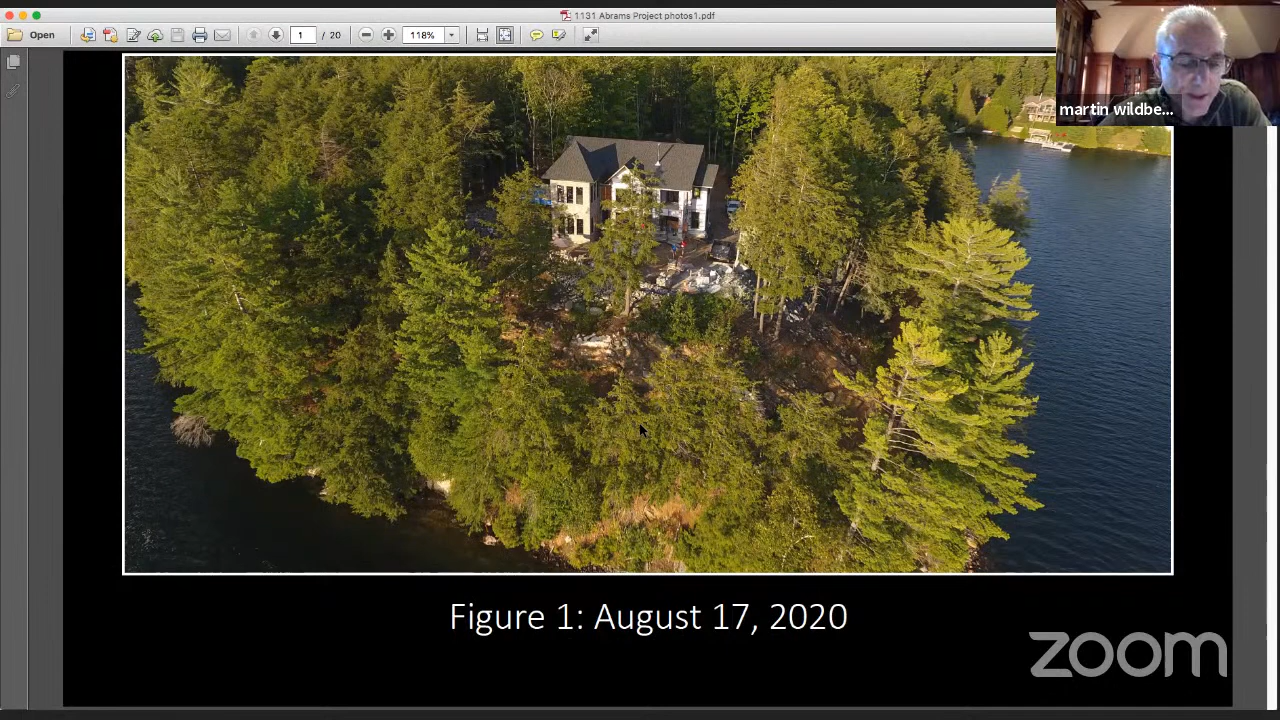 1131 Abrams Project photos1.pdf
Open
1 / 20
118%
martin wildbe...
Figure 1: August 17, 2020
zoom